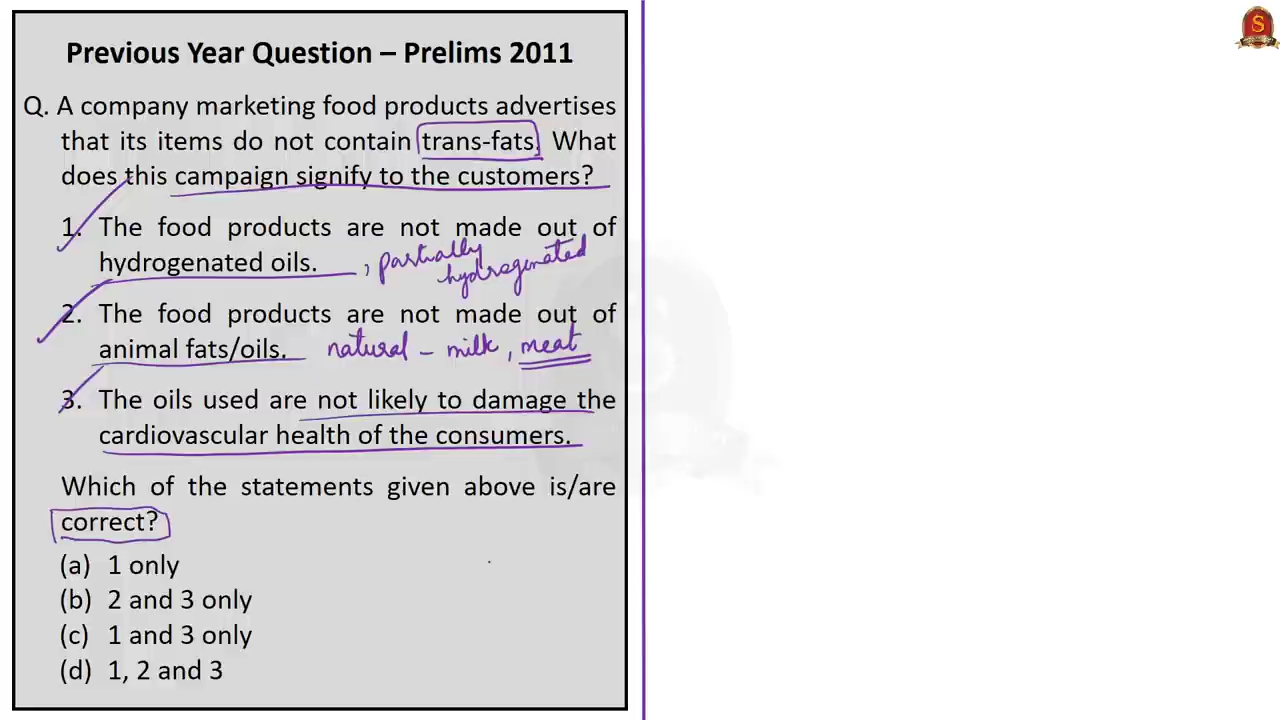 Previous Year Question – Prelims 2011
Q. A company marketing food products advertises
that its items do not contain trans-fats. What
does this campaign signify to the customers?
1. The food products are not made out of
hydrogenated oils. , partially
hydrogenated
2. The food products are not made out of
animal fats/oils. natural – milk, meat
3. The oils used are not likely to damage the
cardiovascular health of the consumers.
Which of the statements given above is/are
correct?
(a) 1 only
(b) 2 and 3 only
(c) 1 and 3 only
(d) 1, 2 and 3
S